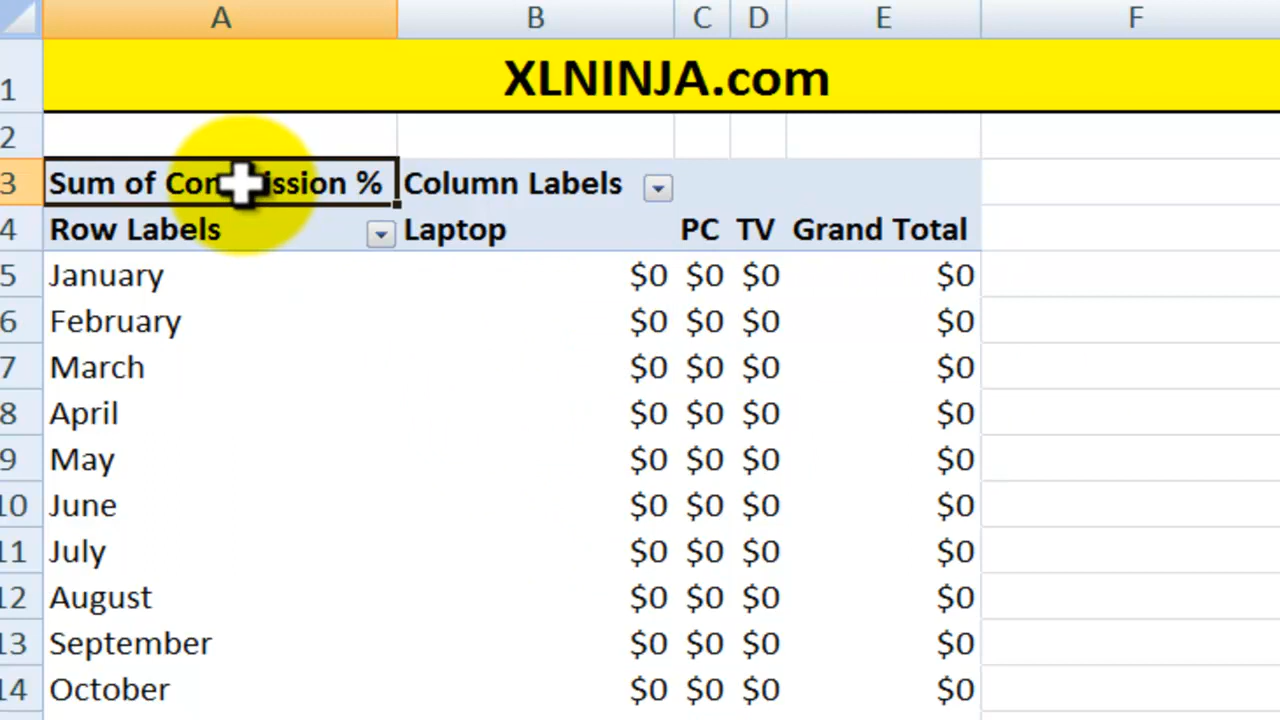 A B C D E F
1 XLNINJA.com
2
3 Sum of Commission % Column Labels
4 Row Labels Laptop PC TV Grand Total
5 January $0 $0 $0 $0
6 February $0 $0 $0 $0
7 March $0 $0 $0 $0
8 April $0 $0 $0 $0
9 May $0 $0 $0 $0
10 June $0 $0 $0 $0
11 July $0 $0 $0 $0
12 August $0 $0 $0 $0
13 September $0 $0 $0 $0
14 October $0 $0 $0 $0